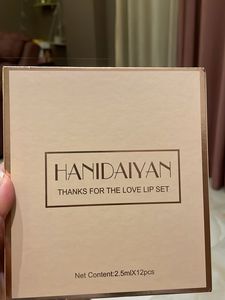 HANIDAIYAN
THANKS FOR THE LOVE LIP SET
Net Content:2.5mlX12pcs